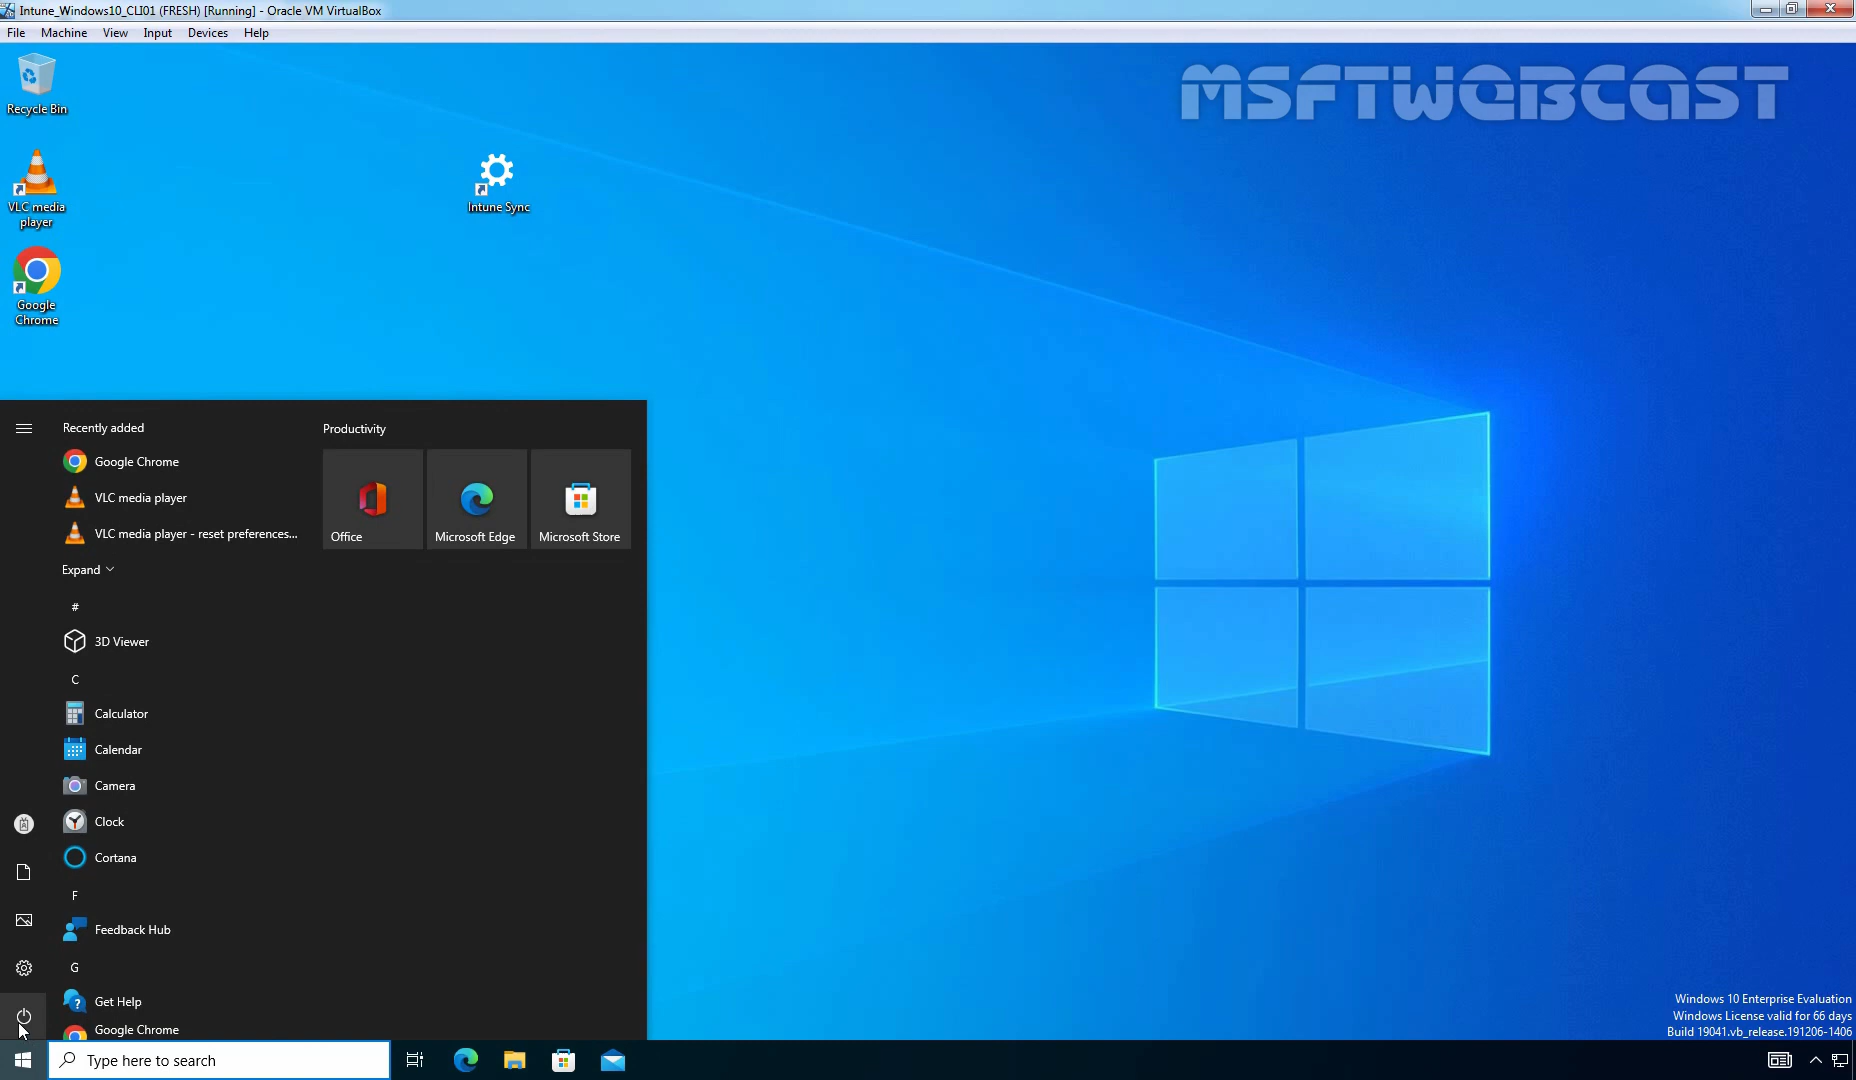 Intune_Windows10_CLI01 (FRESH) [Running] - Oracle VM VirtualBox
File Machine View Input Devices Help
MSFTWEBCAST
Recycle Bin
VLC media
player
Intune Sync
Google
Chrome
Recently added
Productivity
Google Chrome
VLC media player
VLC media player - reset preferences...
Office
Microsoft Edge
Microsoft Store
Expand
#
3D Viewer
C
Calculator
Calendar
Camera
Clock
Cortana
F
Feedback Hub
G
Get Help
Google Chrome
Windows 10 Enterprise Evaluation
Windows License valid for 66 days
Build 19041.vb_release.191206-1406
Type here to search